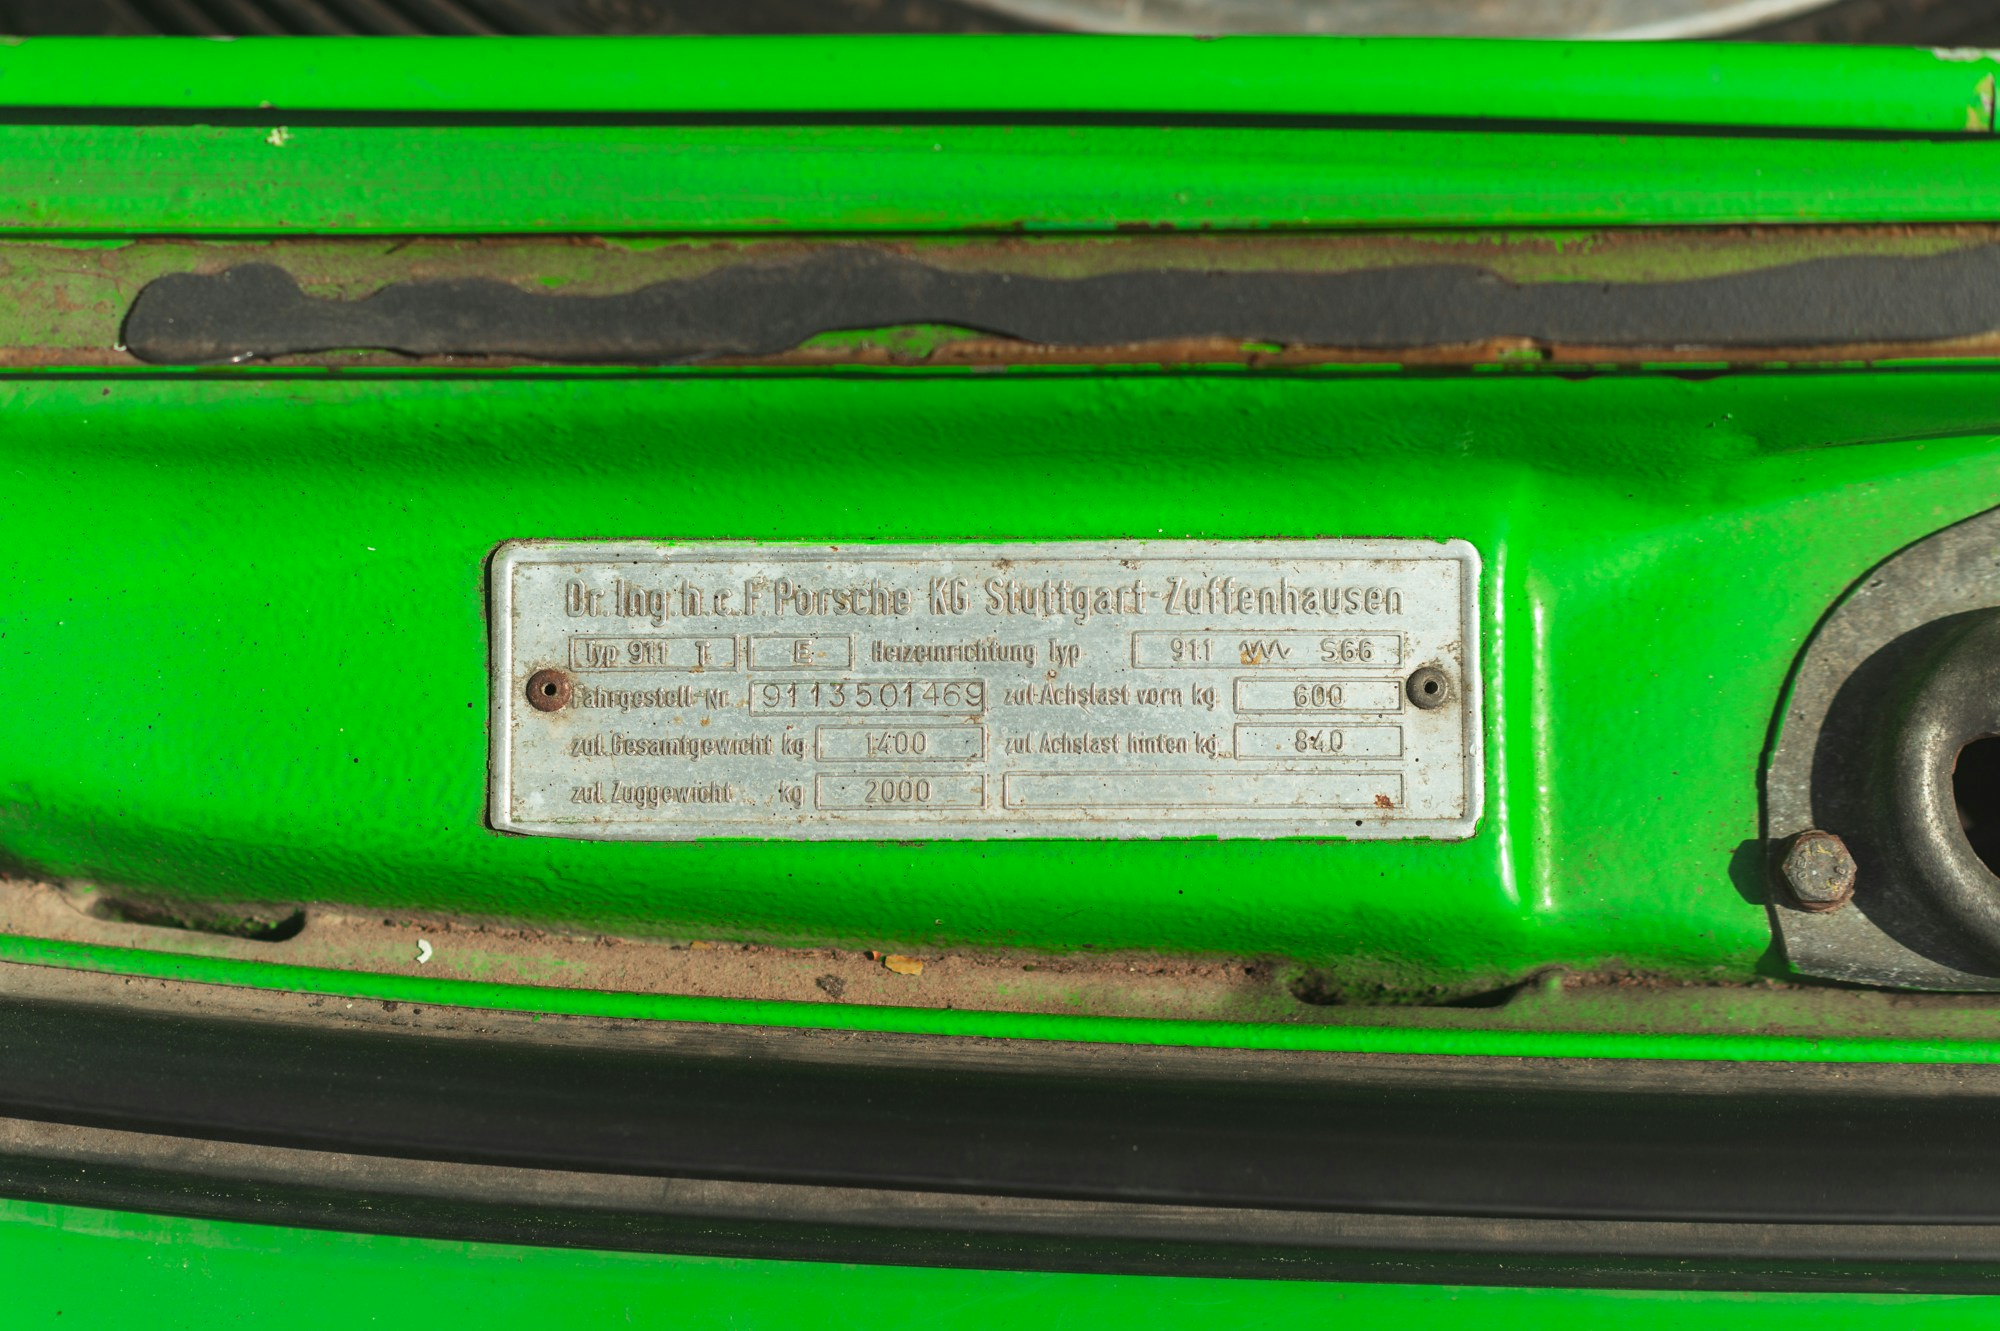 Dr. Ing. h. c. F. Porsche KG Stuttgart-Zuffenhausen
Typ 911 T E Heizeinrichtung Typ 911 S66
Fahrgestell-Nr. 9113501469 zul. Achslast vorn kg 600
zul. Gesamtgewicht kg 1400 zul. Achslast hinten kg. 840
zul. Zuggewicht kg 2000